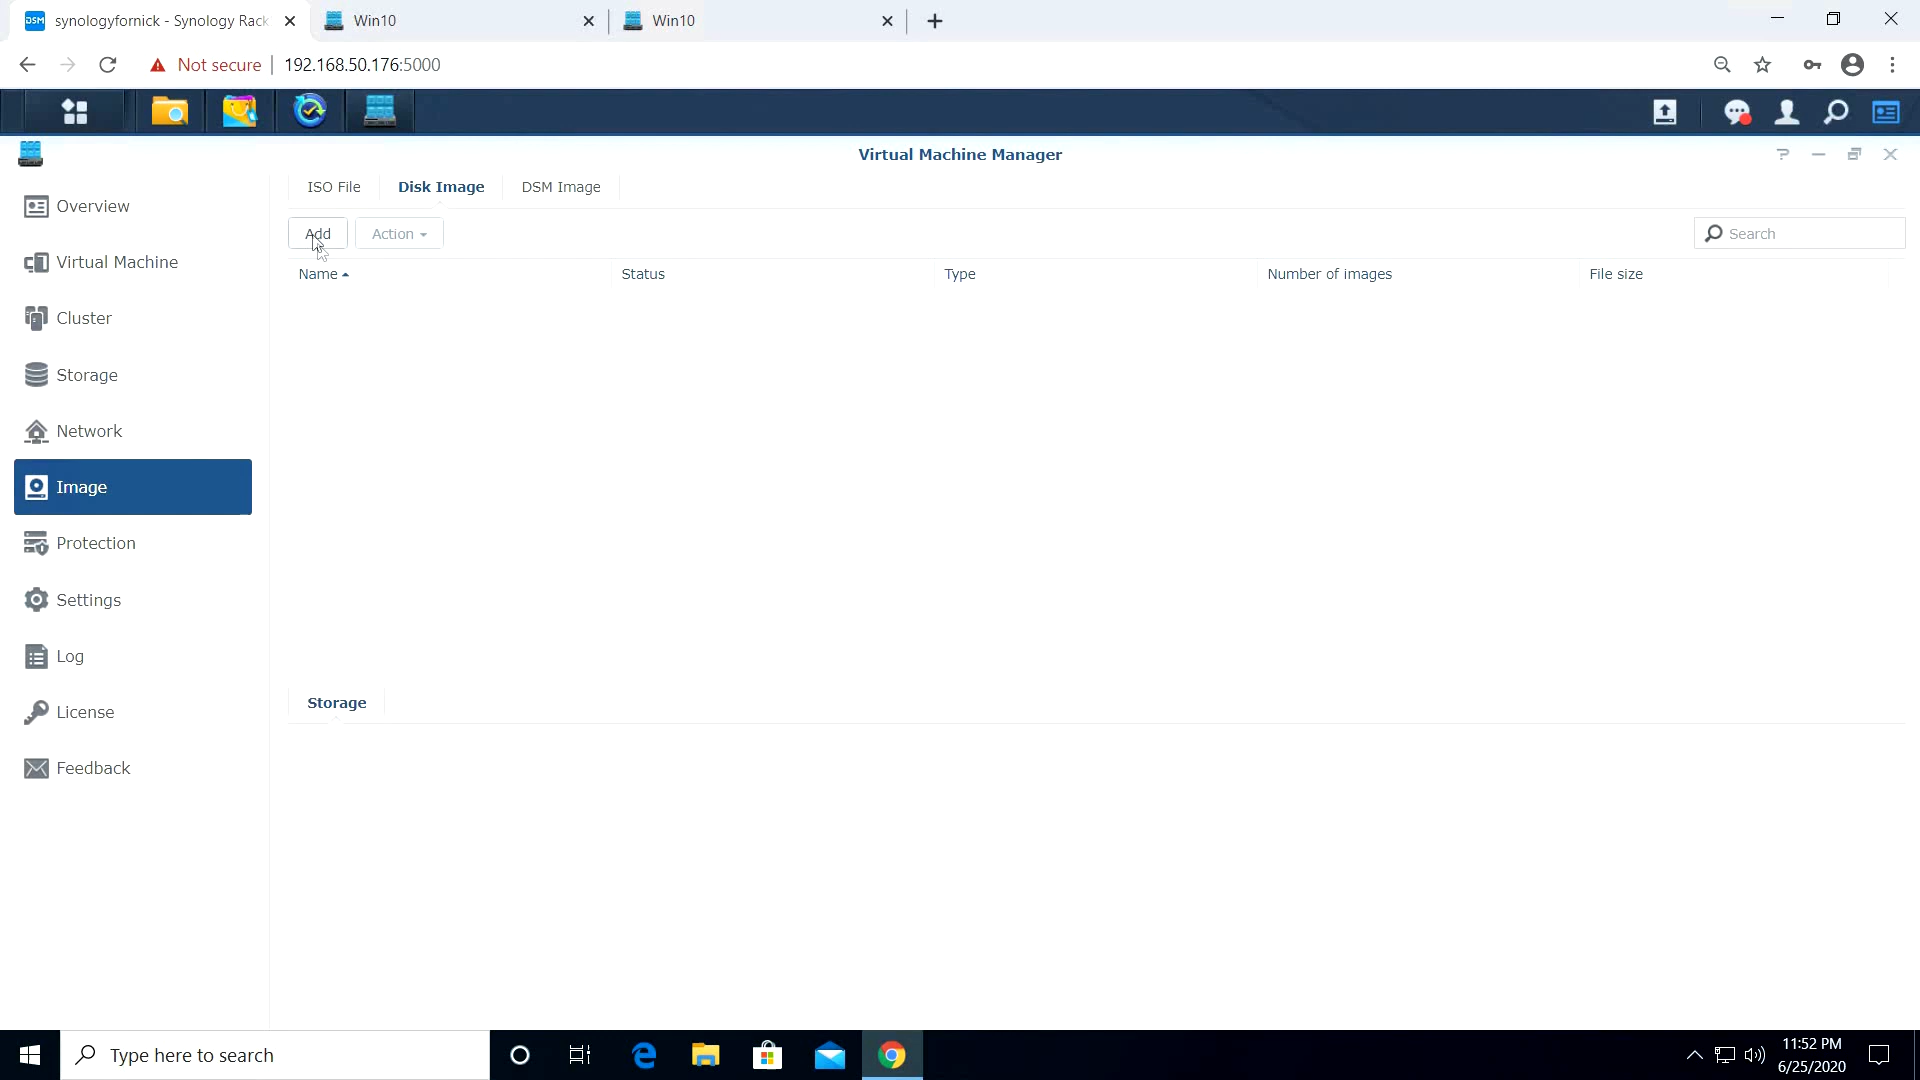 DSM synologyfornick - Synology Rack
Win10
Win10
Not secure 192.168.50.176:5000
Virtual Machine Manager
Overview
Virtual Machine
Cluster
Storage
Network
Image
Protection
Settings
Log
License
Feedback
ISO File Disk Image DSM Image
Add Action Search
Name Status Type Number of images File size
Storage
Type here to search
11:52 PM
6/25/2020